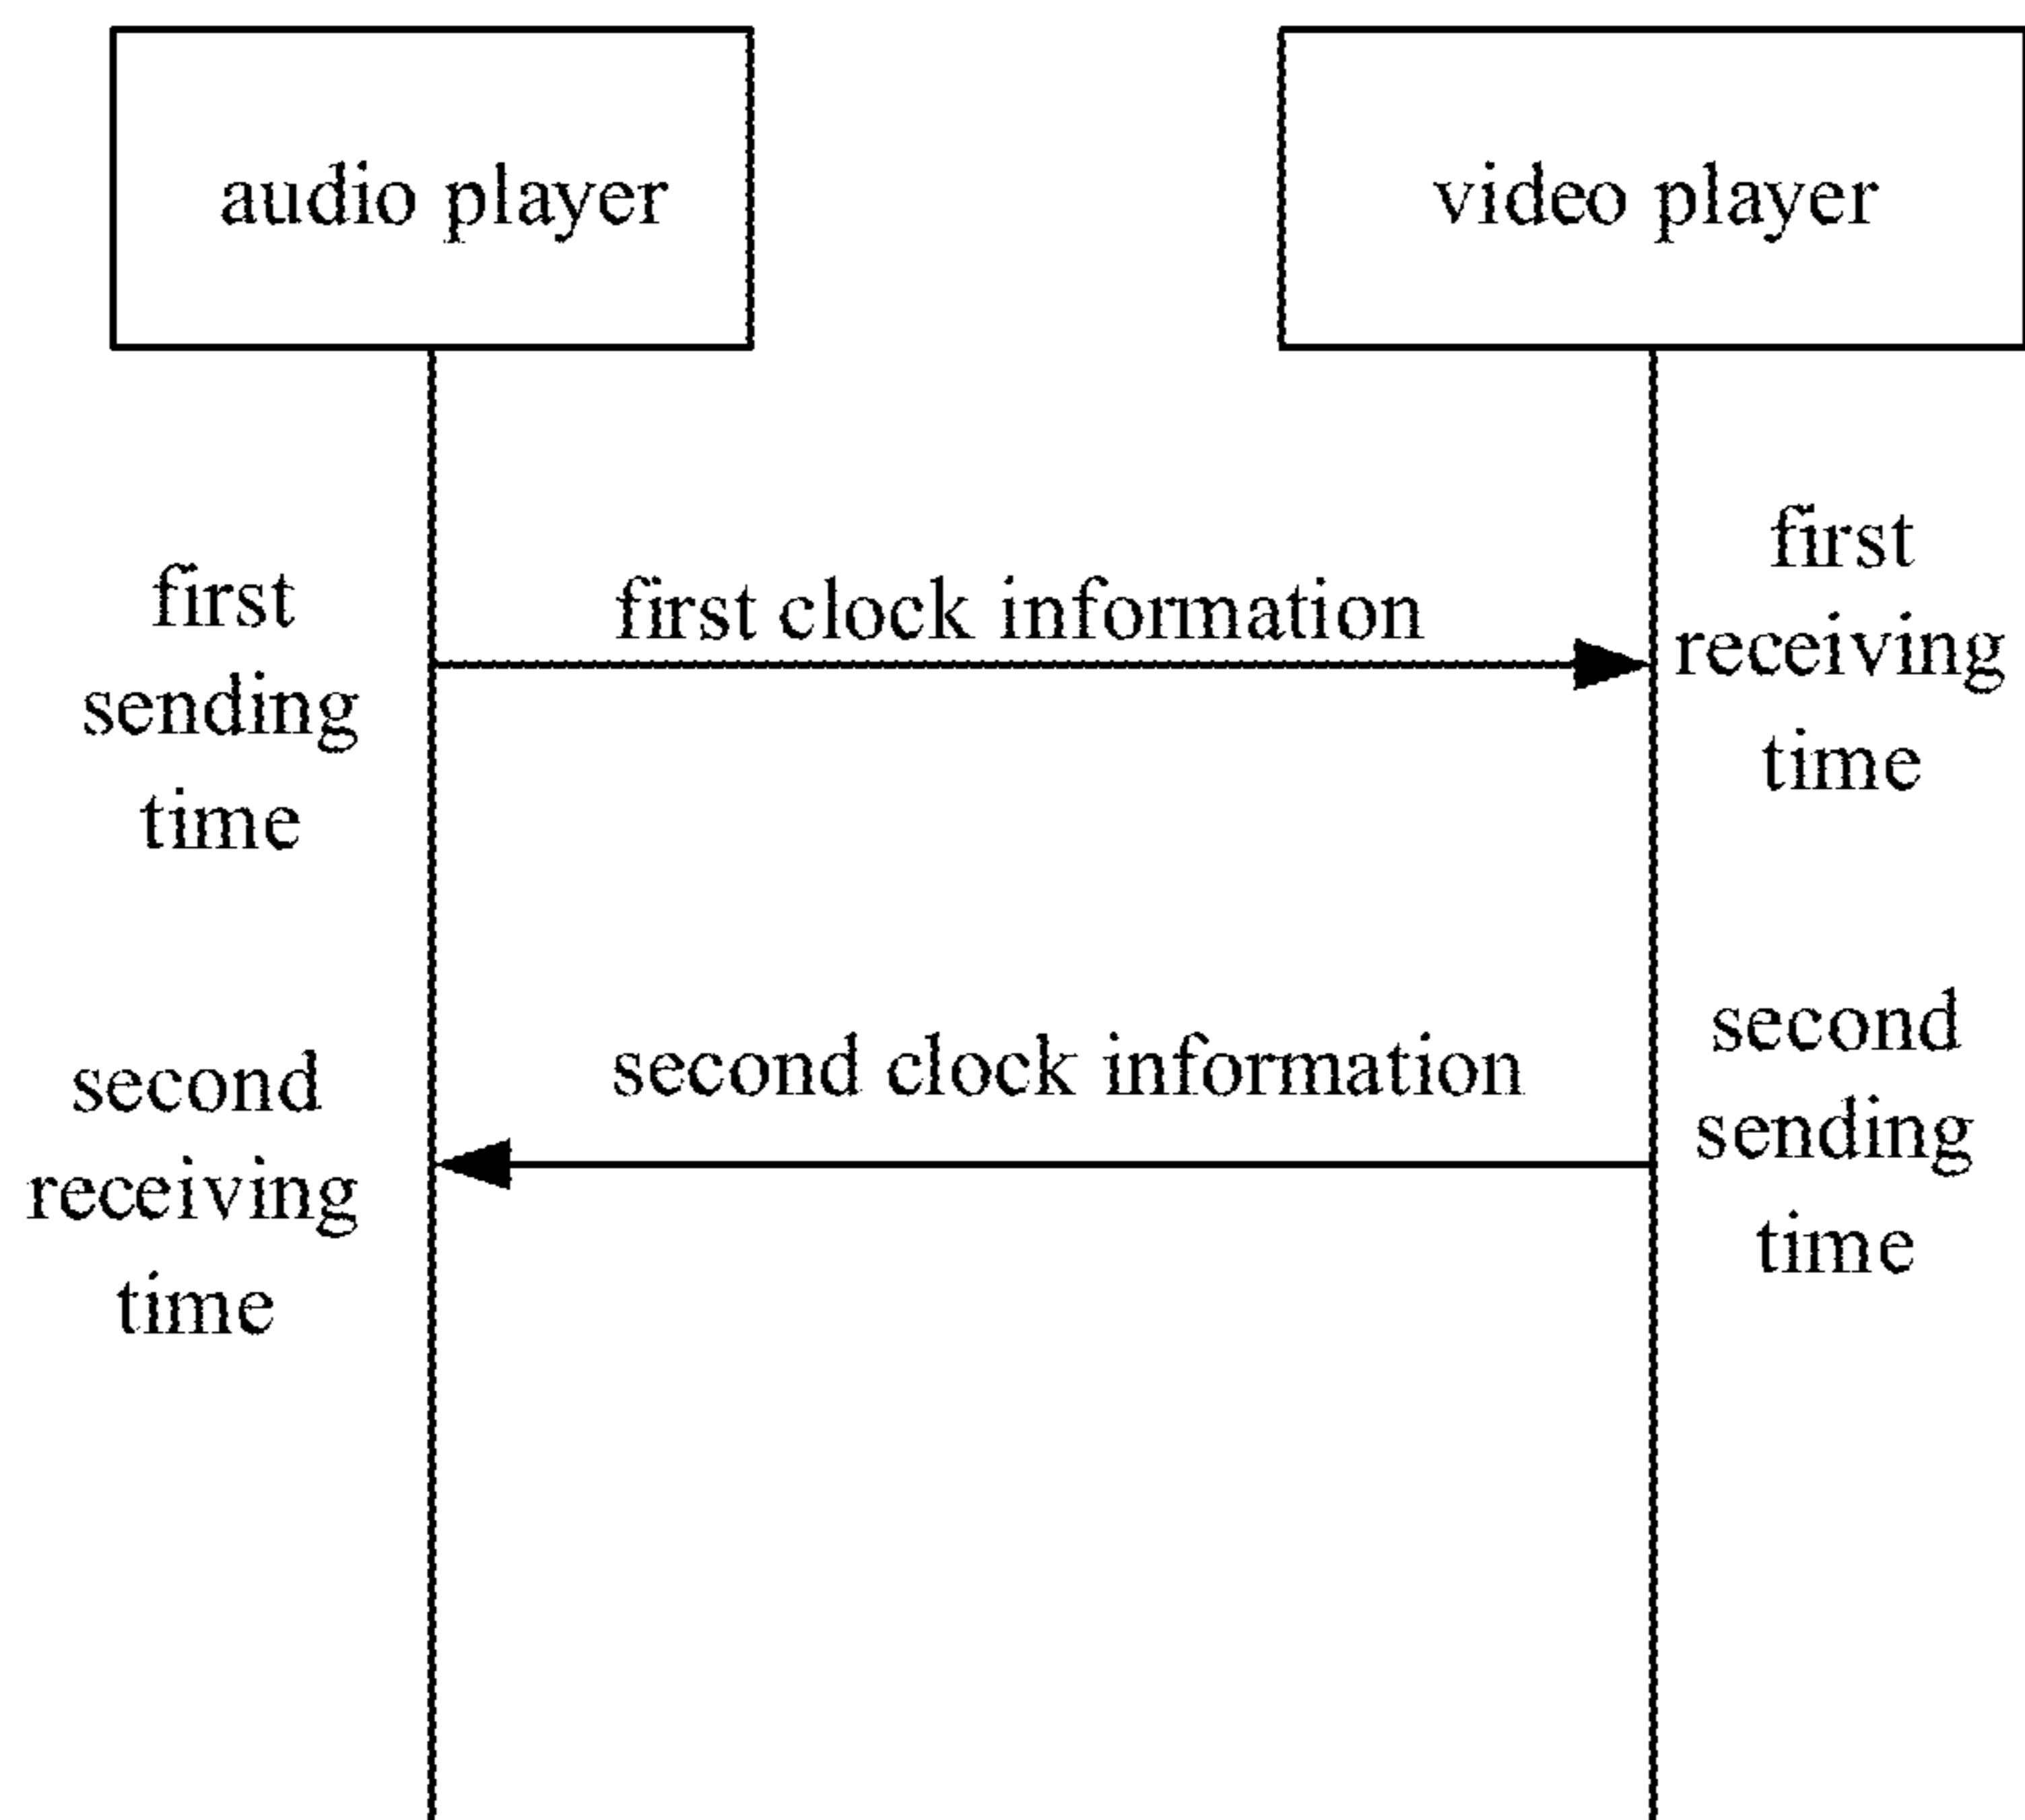 audio player
video player
first
sending
time
first clock information
first
receiving
time
second
receiving
time
second clock information
second
sending
time